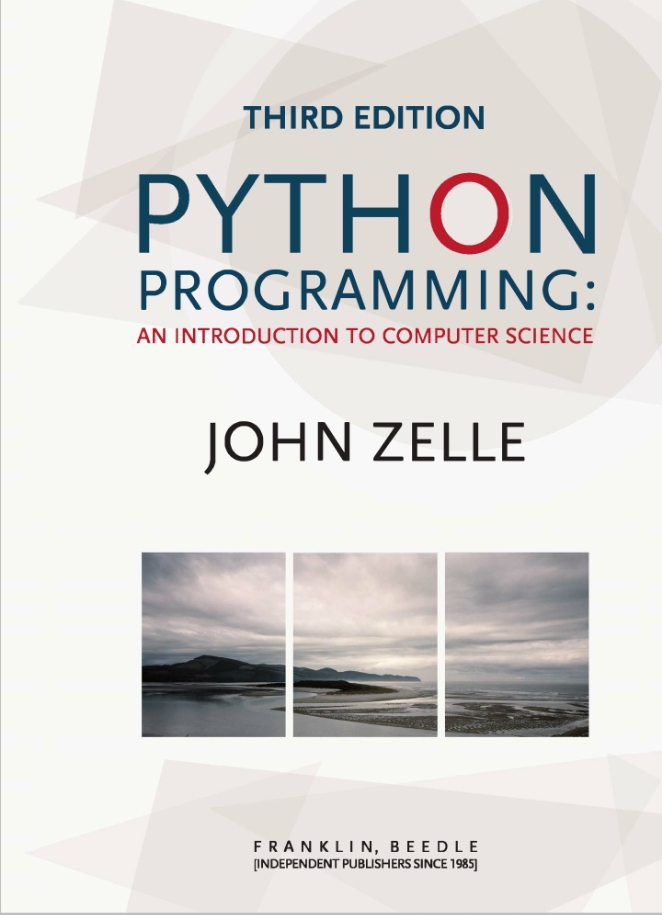 THIRD EDITION
PYTHON
PROGRAMMING:
AN INTRODUCTION TO COMPUTER SCIENCE
JOHN ZELLE
FRANKLIN, BEEDLE
[INDEPENDENT PUBLISHERS SINCE 1985]